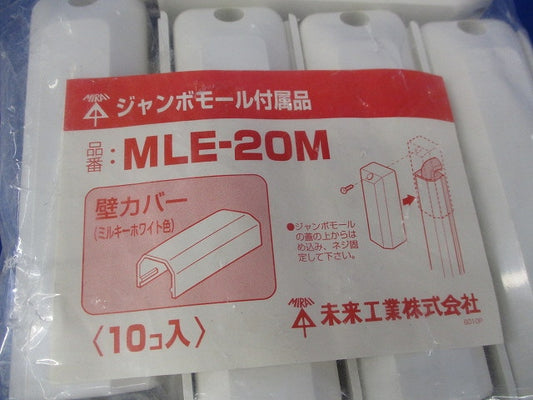 MIRAI ジャンボモール付属品
品番：MLE-20M
壁カバー
(ミルキーホワイト色)
●ジャンボモール
の蓋の上からは
め込み、ネジ固
定して下さい。
〈10コ入〉
MIRAI 未来工業株式会社